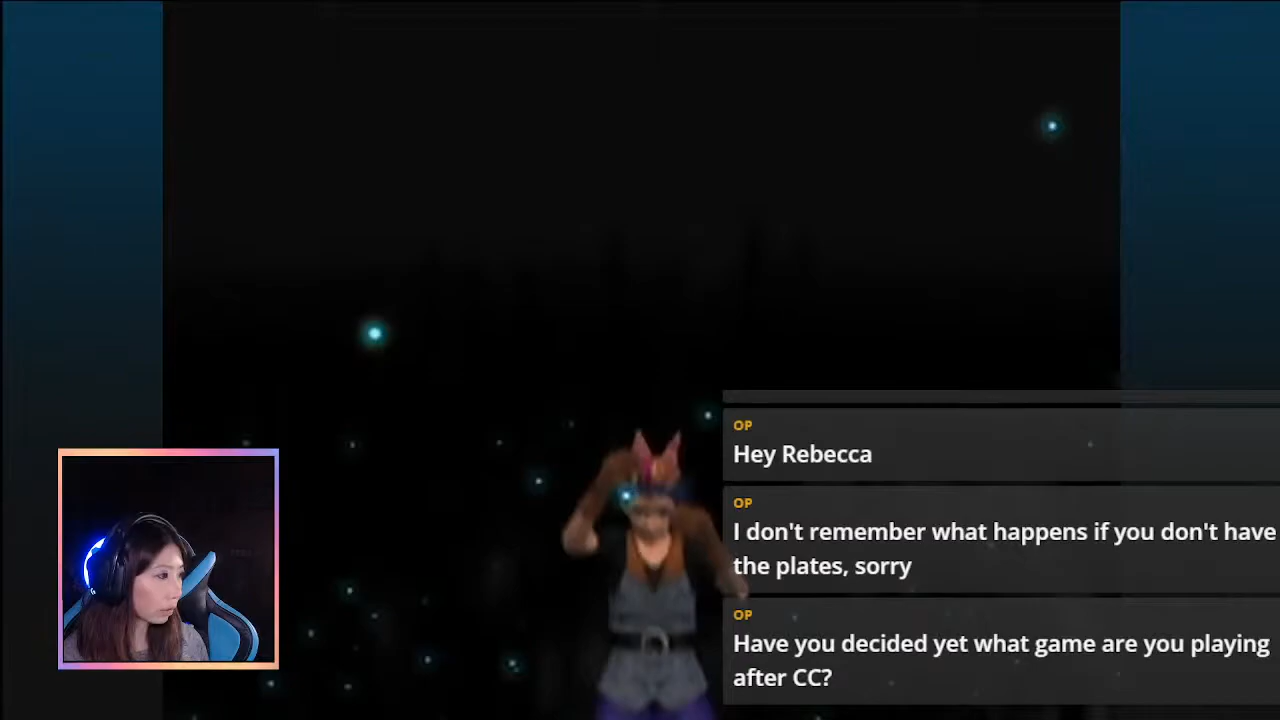 OP
Hey Rebecca
OP
I don't remember what happens if you don't have
the plates, sorry
OP
Have you decided yet what game are you playing
after CC?